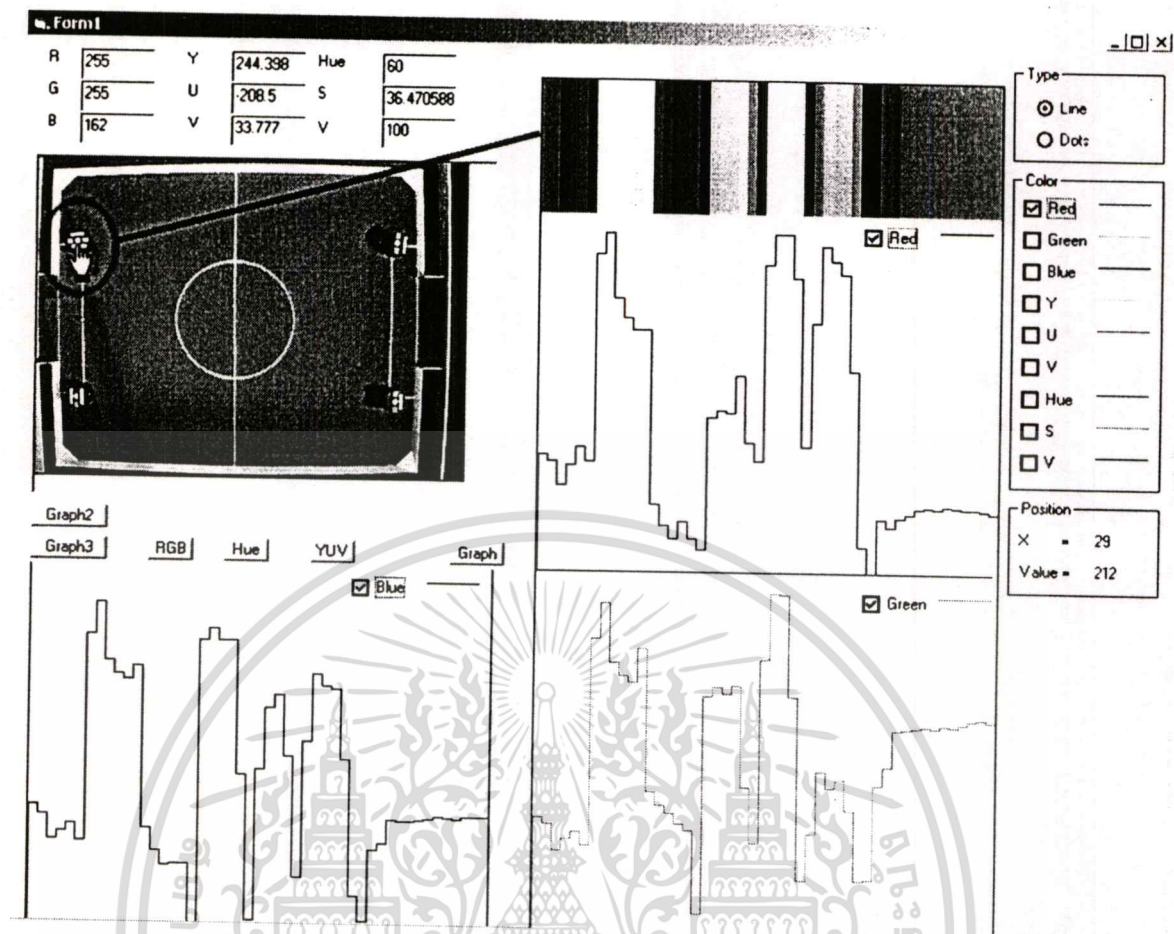 Form1
R 255 Y 244.398 Hue 60
G 255 U -208.5 S 36.470588
B 162 V 33.777 V 100
Type
Line
Dots
Color
Red
Green
Blue
Y
U
V
Hue
S
V
Position
X = 29
Value = 212
Red
Graph2
Graph3 RGB Hue YUV Graph
Blue
Green